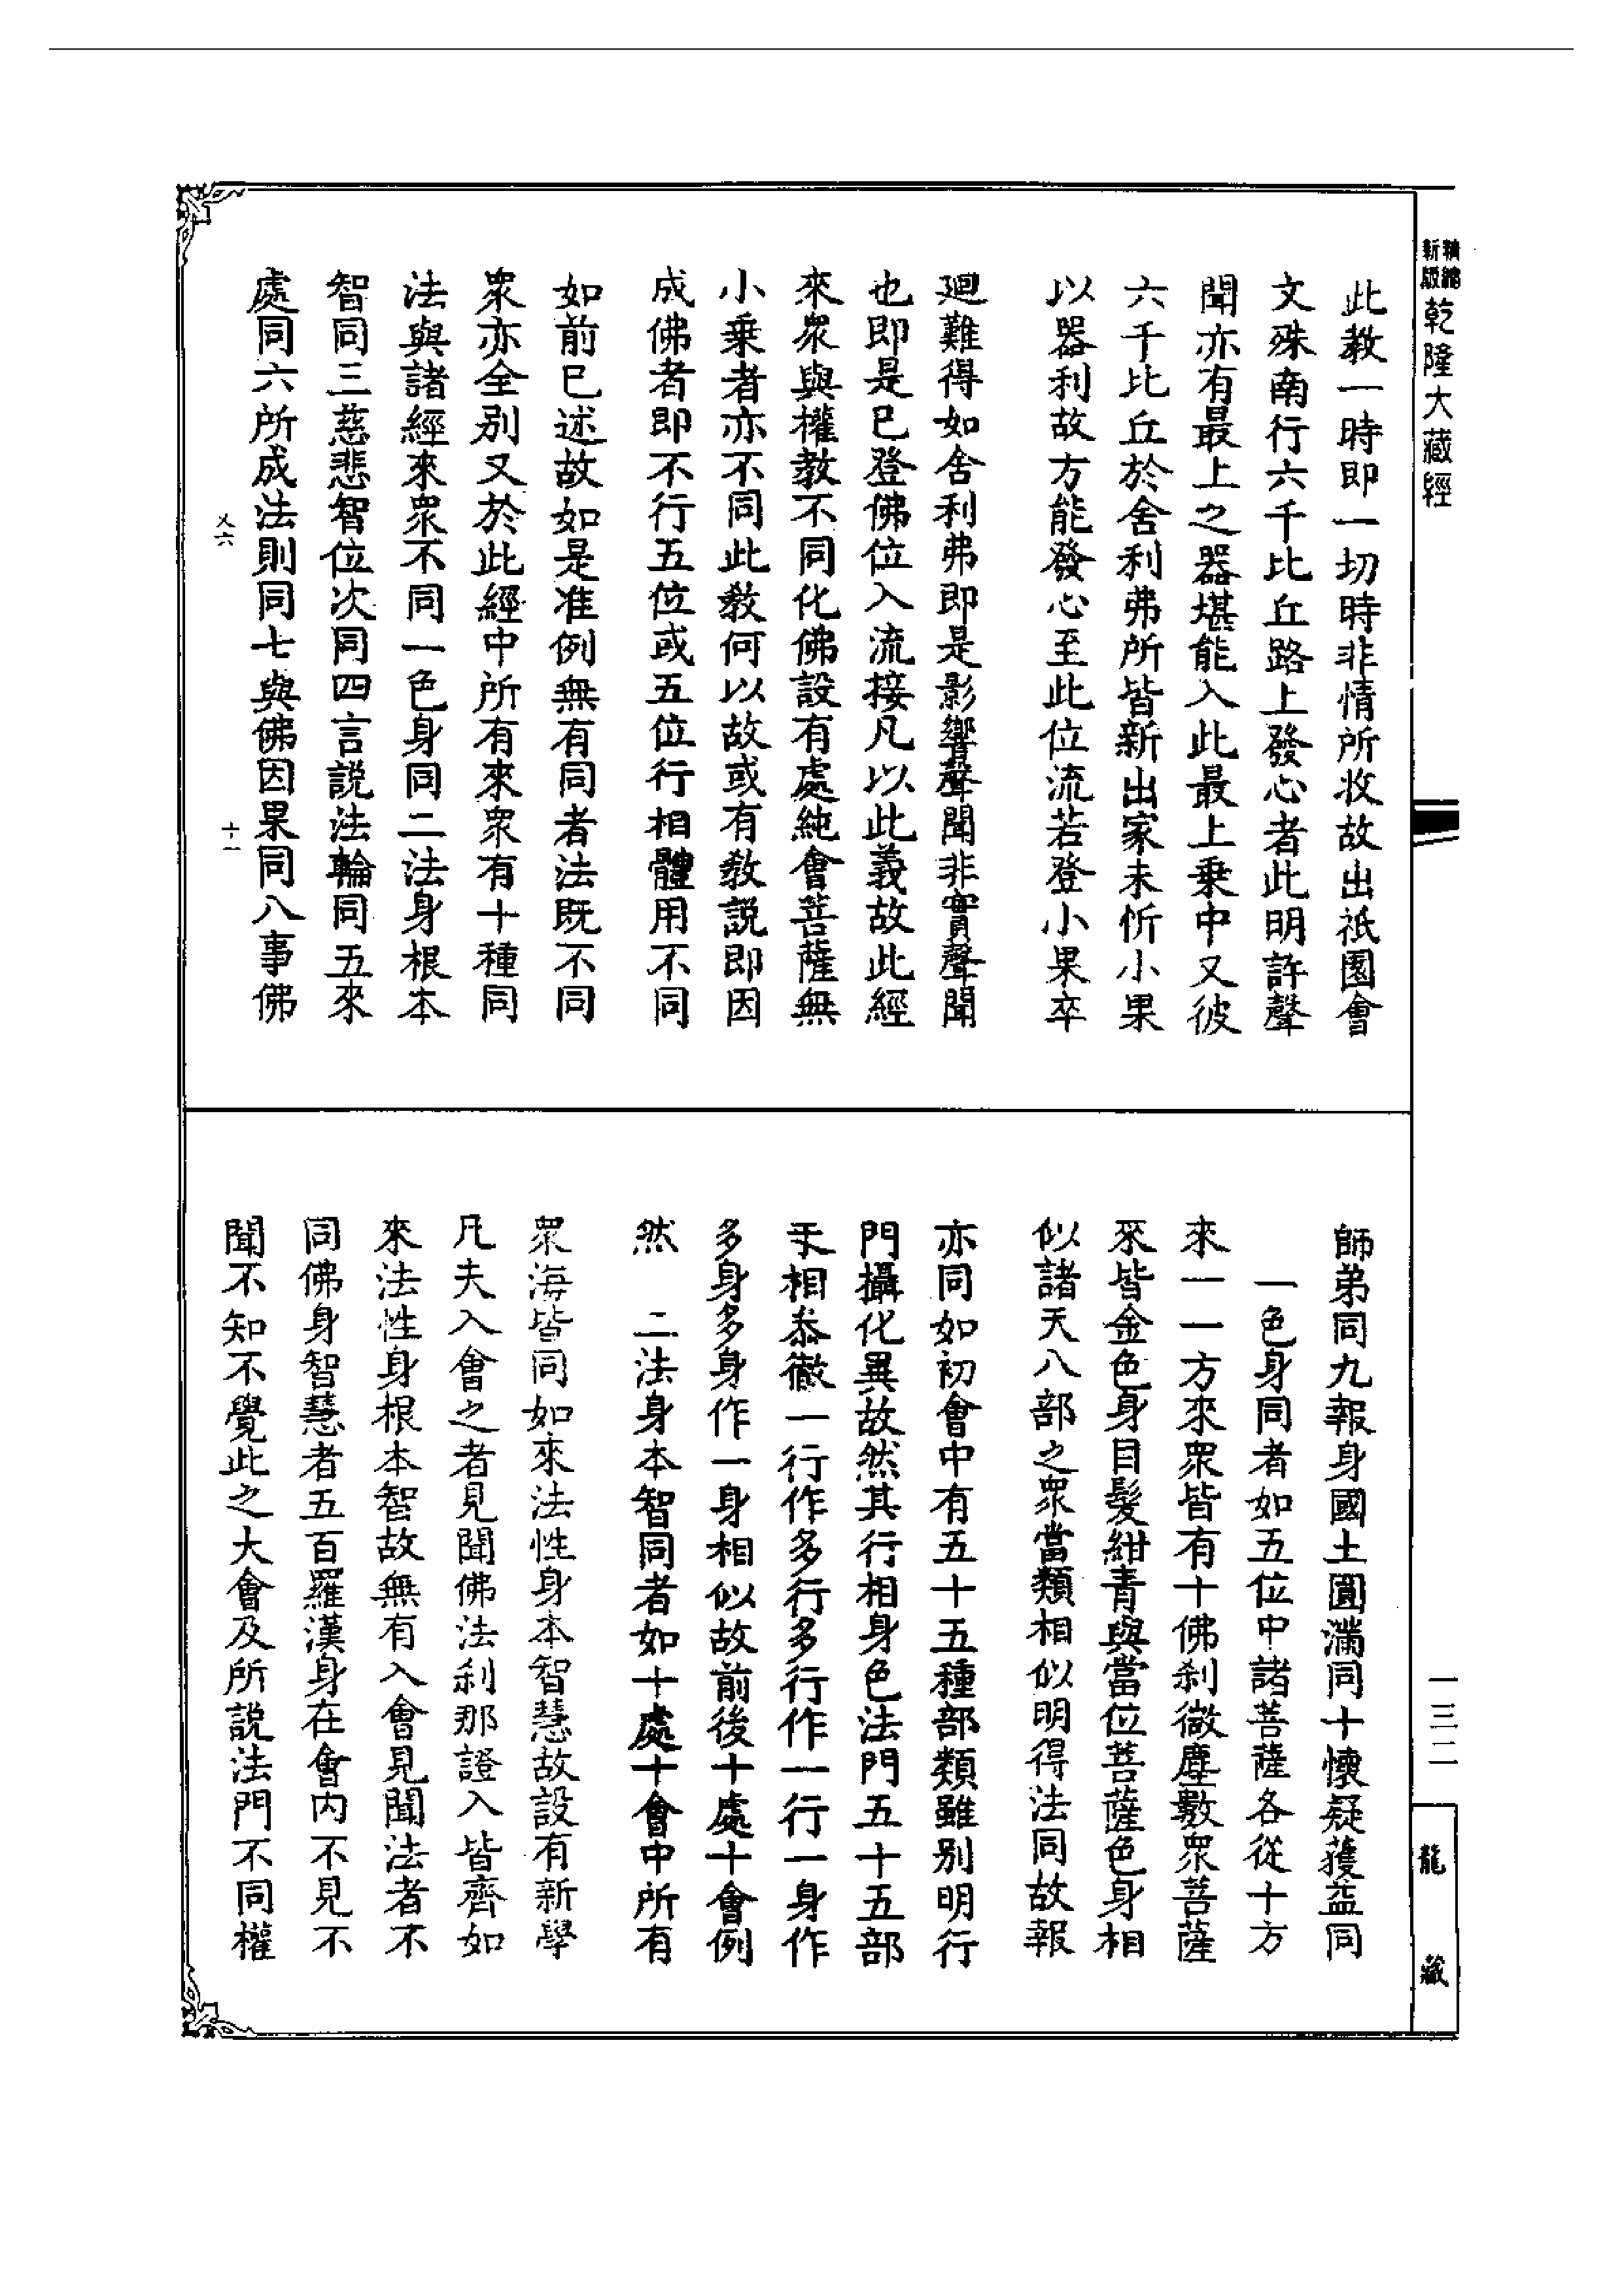 精縮
新版
乾隆大藏經
此教一時即一切時非情所收故出祇園會
文殊南行六千比丘路上發心者此明許聲
聞亦有最上之器堪能入此最上乗中又彼
六千比丘於舍利弗所皆新出家未忻小果
以器利故方能發心至此位流若登小果卒
廻難得如舍利弗即是影響聲聞非實聲聞
也即是已登佛位入流接凡以此義故此經
來衆與權教不同化佛設有處純會菩薩無
小乗者亦不同此教何以故或有教説即因
成佛者即不行五位或五位行相體用不同
如前已述故如是准例無有同者法既不同
衆亦全別又於此經中所有來衆有十種同
法與諸經來衆不同一色身同二法身根本
智同三慈悲智位次同四言説法輪同五來
處同六所成法則同七與佛因果同八事佛
乂六
十一
師弟同九報身國土圓滿同十懷疑獲益同
一色身同者如五位中諸菩薩各從十方
來一一方來衆皆有十佛刹微塵數衆菩薩
來皆金色身目髮紺青與當位菩薩色身相
似諸天八部之衆當類相似明得法同故報
亦同如初會中有五十五種部類雖别明行
門攝化異故然其行相身色法門五十五部
互相叅徹一行作多行多行作一行一身作
多身多身作一身相似故前後十處十會例
然　二法身本智同者如十處十會中所有
衆海皆同如來法性身本智慧故設有新學
凡夫入會之者見聞佛法刹那證入皆齊如
來法性身根本智故無有入會見聞法者不
同佛身智慧者五百羅漢身在會内不見不
聞不知不覺此之大會及所説法門不同權
一三二
龍藏